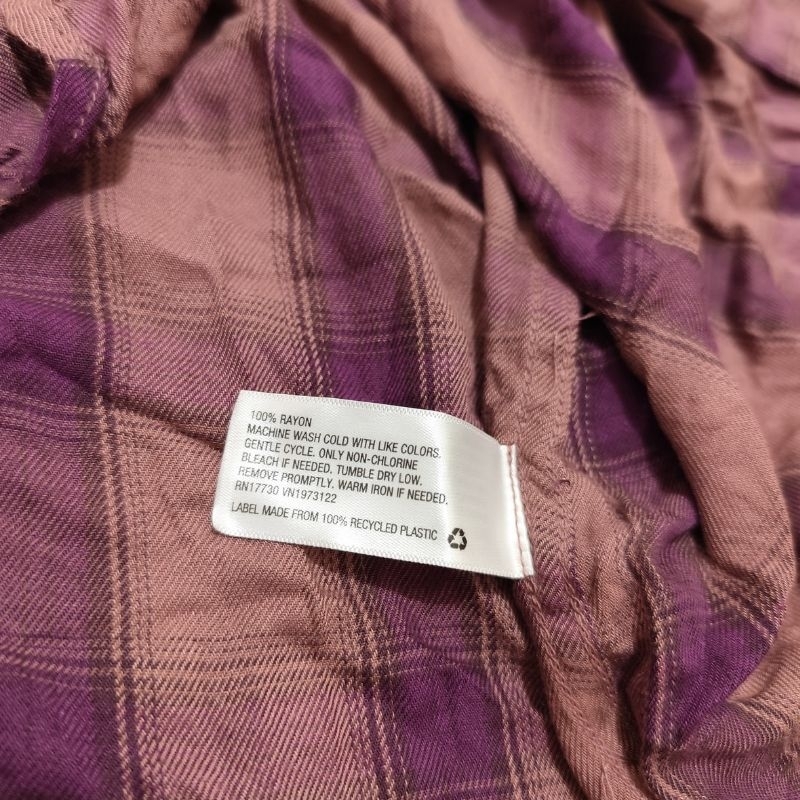 100% RAYON
MACHINE WASH COLD WITH LIKE COLORS.
GENTLE CYCLE. ONLY NON-CHLORINE
BLEACH IF NEEDED. TUMBLE DRY LOW.
REMOVE PROMPTLY. WARM IRON IF NEEDED.
RN17730 VN1973122
LABEL MADE FROM 100% RECYCLED PLASTIC